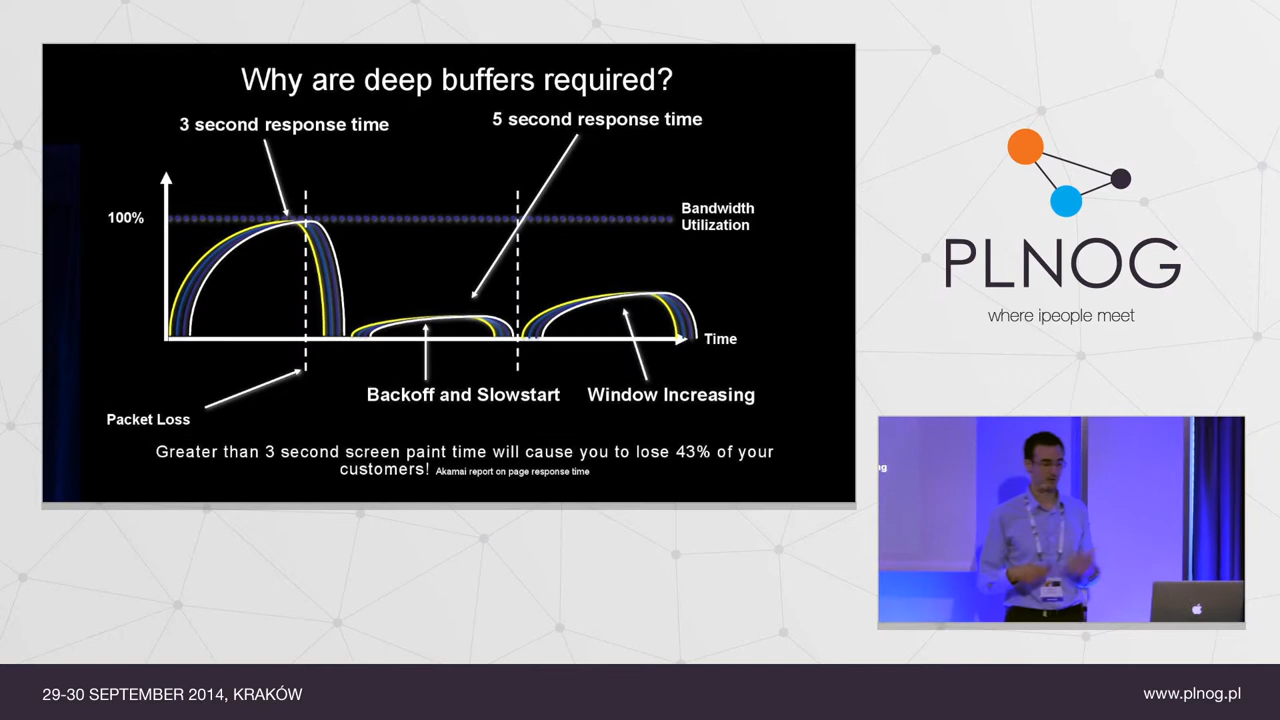 Why are deep buffers required?
3 second response time
5 second response time
100%
Bandwidth
Utilization
Time
Backoff and Slowstart
Window Increasing
Packet Loss
Greater than 3 second screen paint time will cause you to lose 43% of your
customers! Akamai report on page response time
PLNOG
where ipeople meet
29-30 SEPTEMBER 2014, KRAKÓW
www.plnog.pl